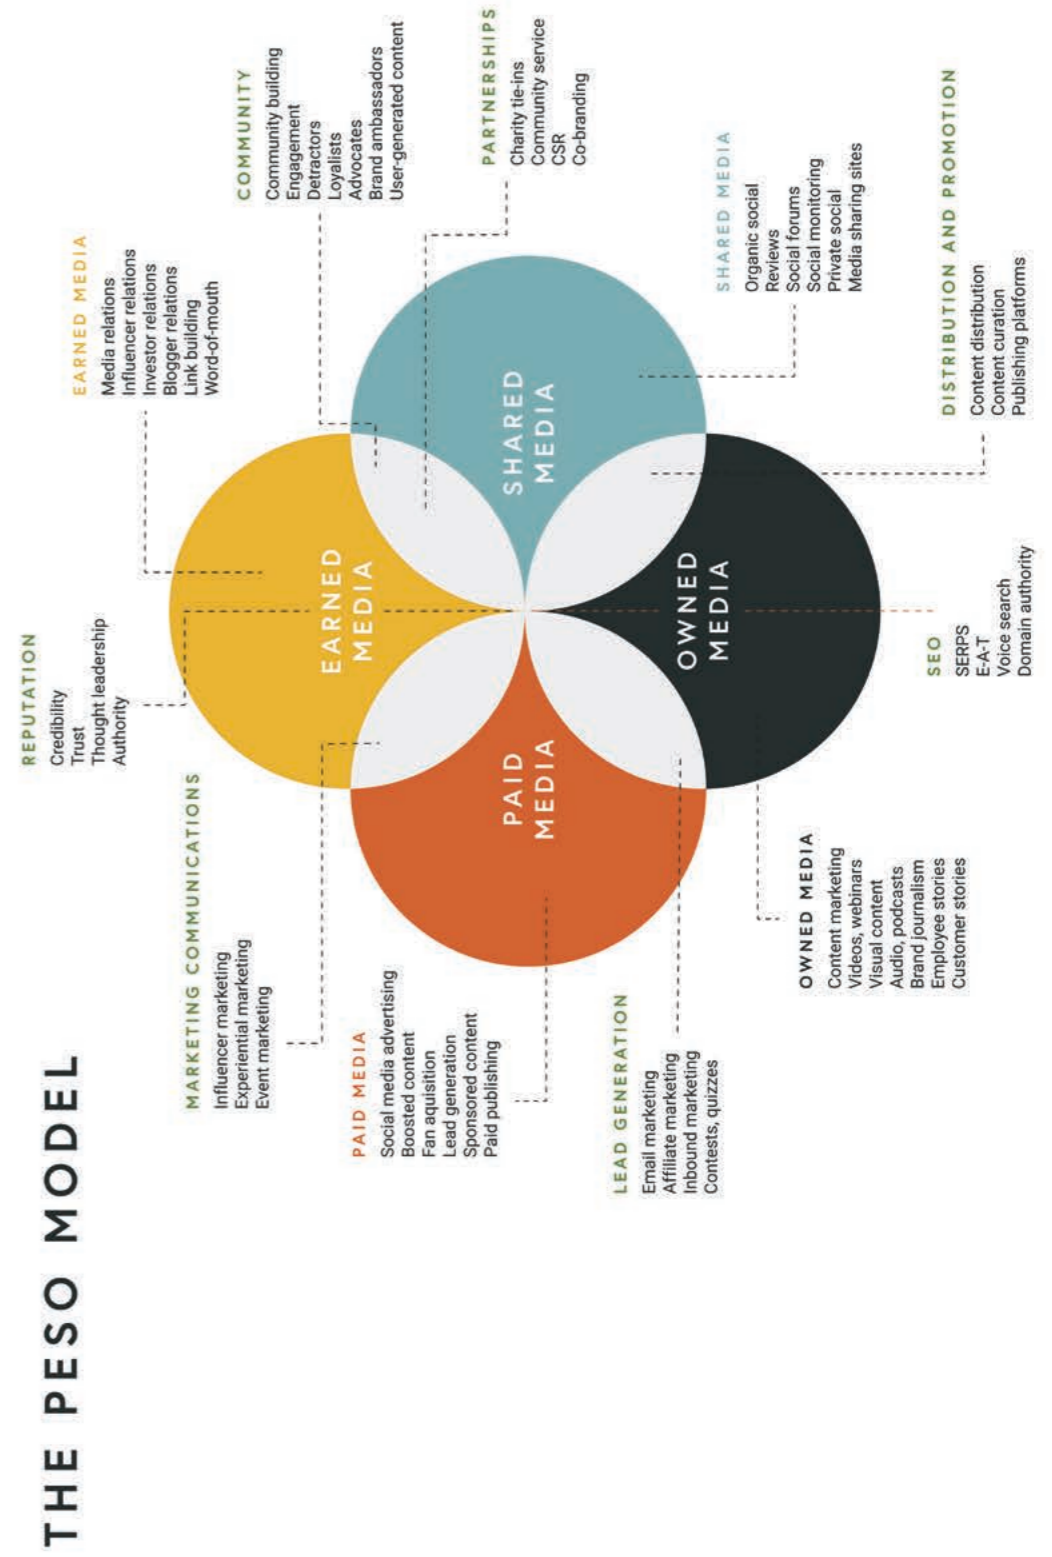 THE PESO MODEL
REPUTATION
Credibility
Trust
Thought leadership
Authority
EARNED MEDIA
Media relations
Influencer relations
Investor relations
Blogger relations
Link building
Word-of-mouth
MARKETING COMMUNICATIONS
Influencer marketing
Experiential marketing
Event marketing
COMMUNITY
Community building
Engagement
Detractors
Loyalists
Advocates
Brand ambassadors
User-generated content
PAID MEDIA
Social media advertising
Boosted content
Fan aquisition
Lead generation
Sponsored content
Paid publishing
PARTNERSHIPS
Charity tie-ins
Community service
CSR
Co-branding
EARNED
MEDIA
PAID
MEDIA
SHARED
MEDIA
OWNED
MEDIA
LEAD GENERATION
Email marketing
Affiliate marketing
Inbound marketing
Contests, quizzes
SHARED MEDIA
Organic social
Reviews
Social forums
Social monitoring
Private social
Media sharing sites
OWNED MEDIA
Content marketing
Videos, webinars
Visual content
Audio, podcasts
Brand journalism
Employee stories
Customer stories
SEO
SERPS
E-A-T
Voice search
Domain authority
DISTRIBUTION AND PROMOTION
Content distribution
Content curation
Publishing platforms